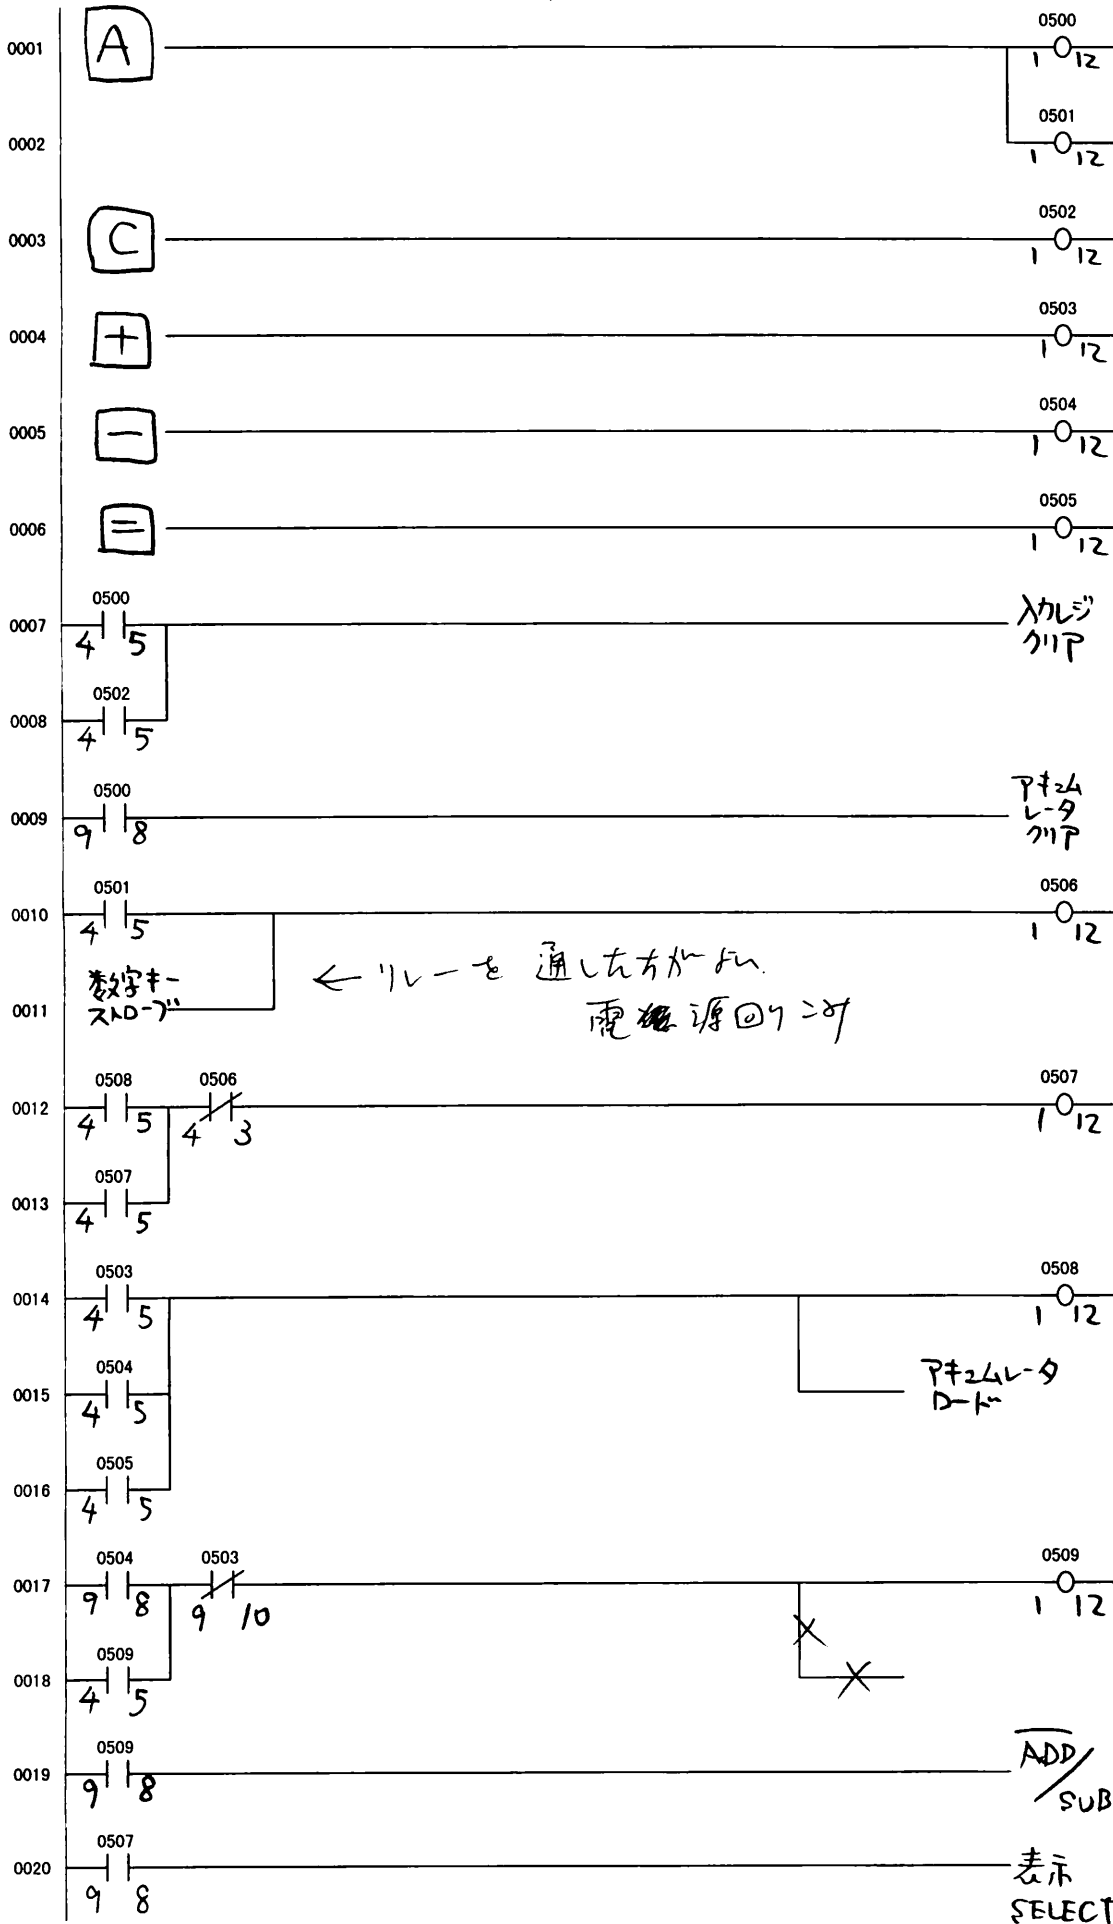 0500
0001 A 1 12
0501
0002 1 12
0502
0003 C 1 12
0503
0004 + 1 12
0504
0005 − 1 12
0505
0006 = 1 12
0500
0007 4 5 入力レジ
クリア
0502
0008 4 5
0500 アキュム
レータ
0009 9 8 クリア
0501 0506
0010 4 5 1 12
数字キー ← リレーを 通した方がよい.
0011 ストローブ 電源回りこみ
0508 0506 0507
0012 4 5 4 3 1 12
0507
0013 4 5
0503 0508
0014 4 5 1 12
0504 アキュムレータ
0015 4 5 ロード
0505
0016 4 5
0504 0503 0509
0017 9 8 9 10 1 12
0509
0018 4 5
0509 ADD/
0019 9 8 SUB
0507
0020 9 8 表示
SELECT